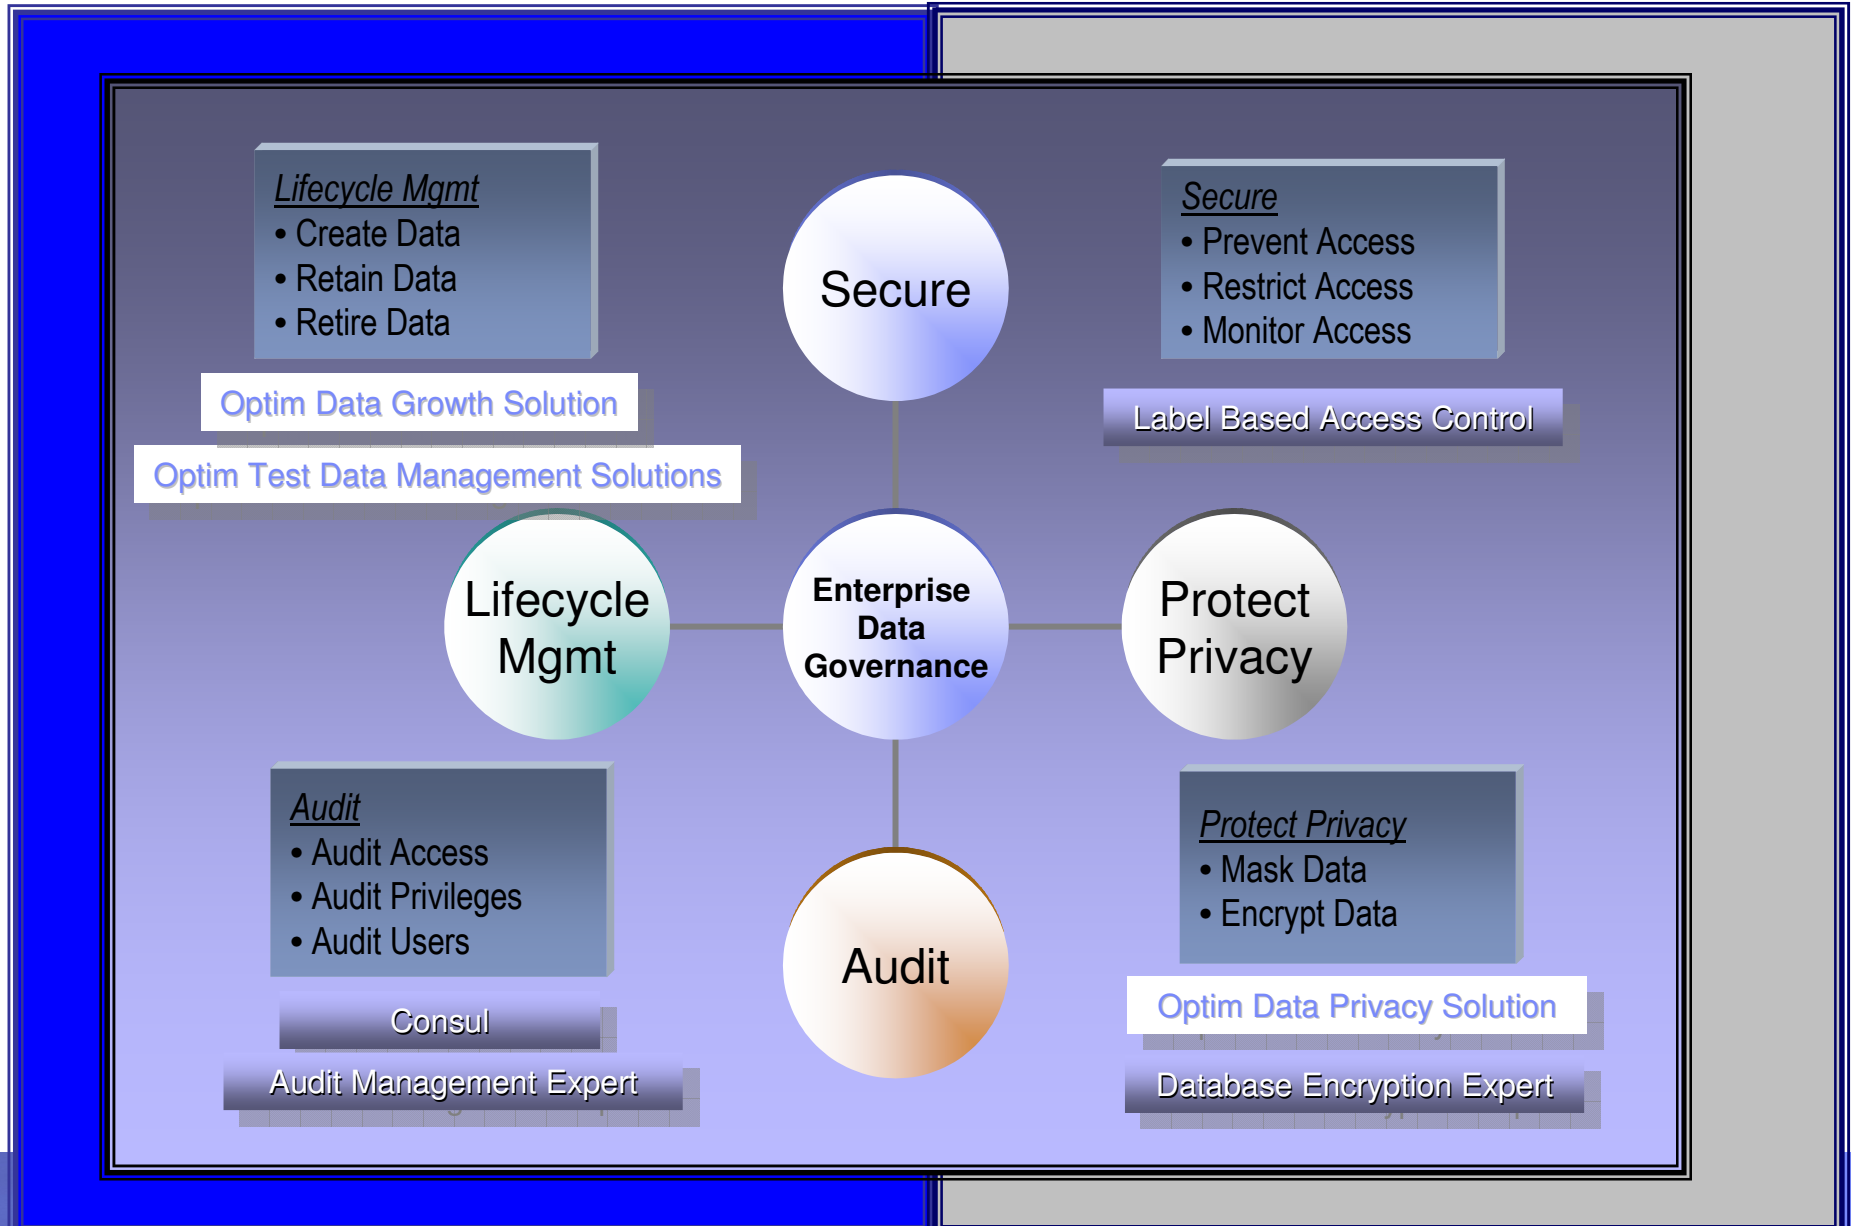 Lifecycle Mgmt
• Create Data
• Retain Data
• Retire Data
Optim Data Growth Solution
Optim Test Data Management Solutions
Secure
Secure
• Prevent Access
• Restrict Access
• Monitor Access
Label Based Access Control
Lifecycle
Mgmt
Enterprise
Data
Governance
Protect
Privacy
Audit
• Audit Access
• Audit Privileges
• Audit Users
Consul
Audit Management Expert
Audit
Protect Privacy
• Mask Data
• Encrypt Data
Optim Data Privacy Solution
Database Encryption Expert